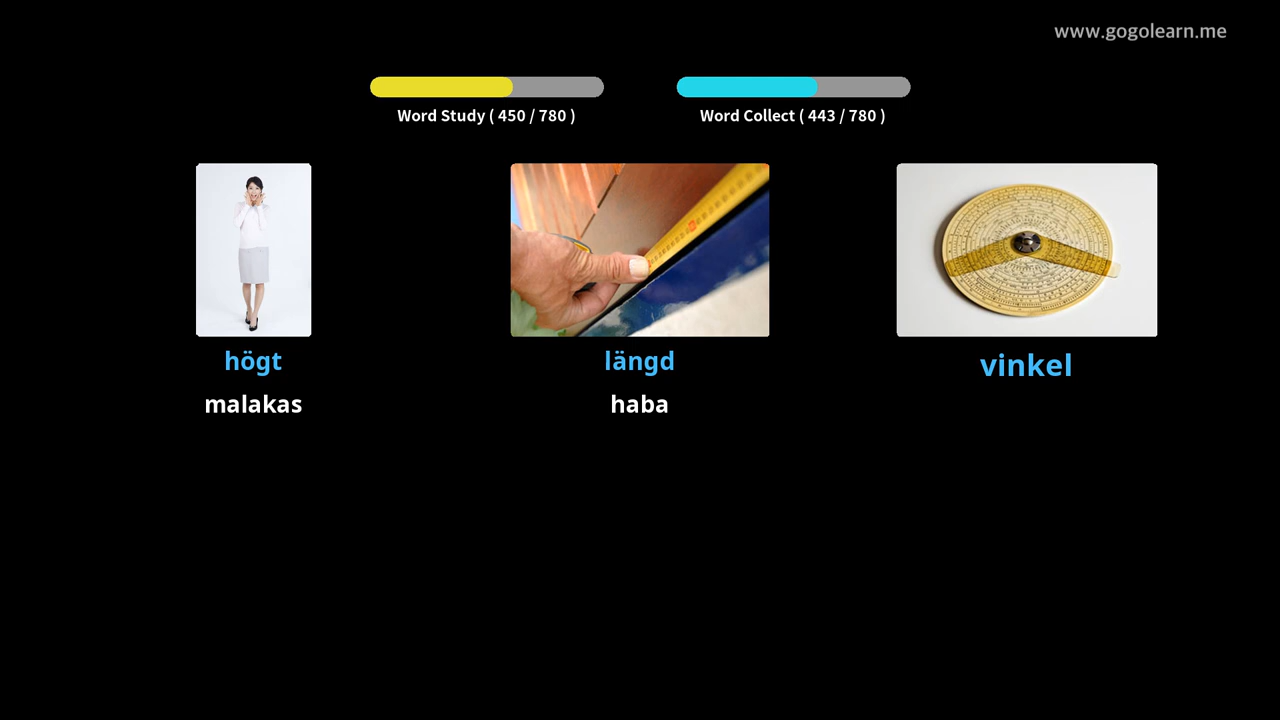 www.gogolearn.me
Word Study ( 450 / 780 )
Word Collect ( 443 / 780 )
högt
längd
vinkel
malakas
haba